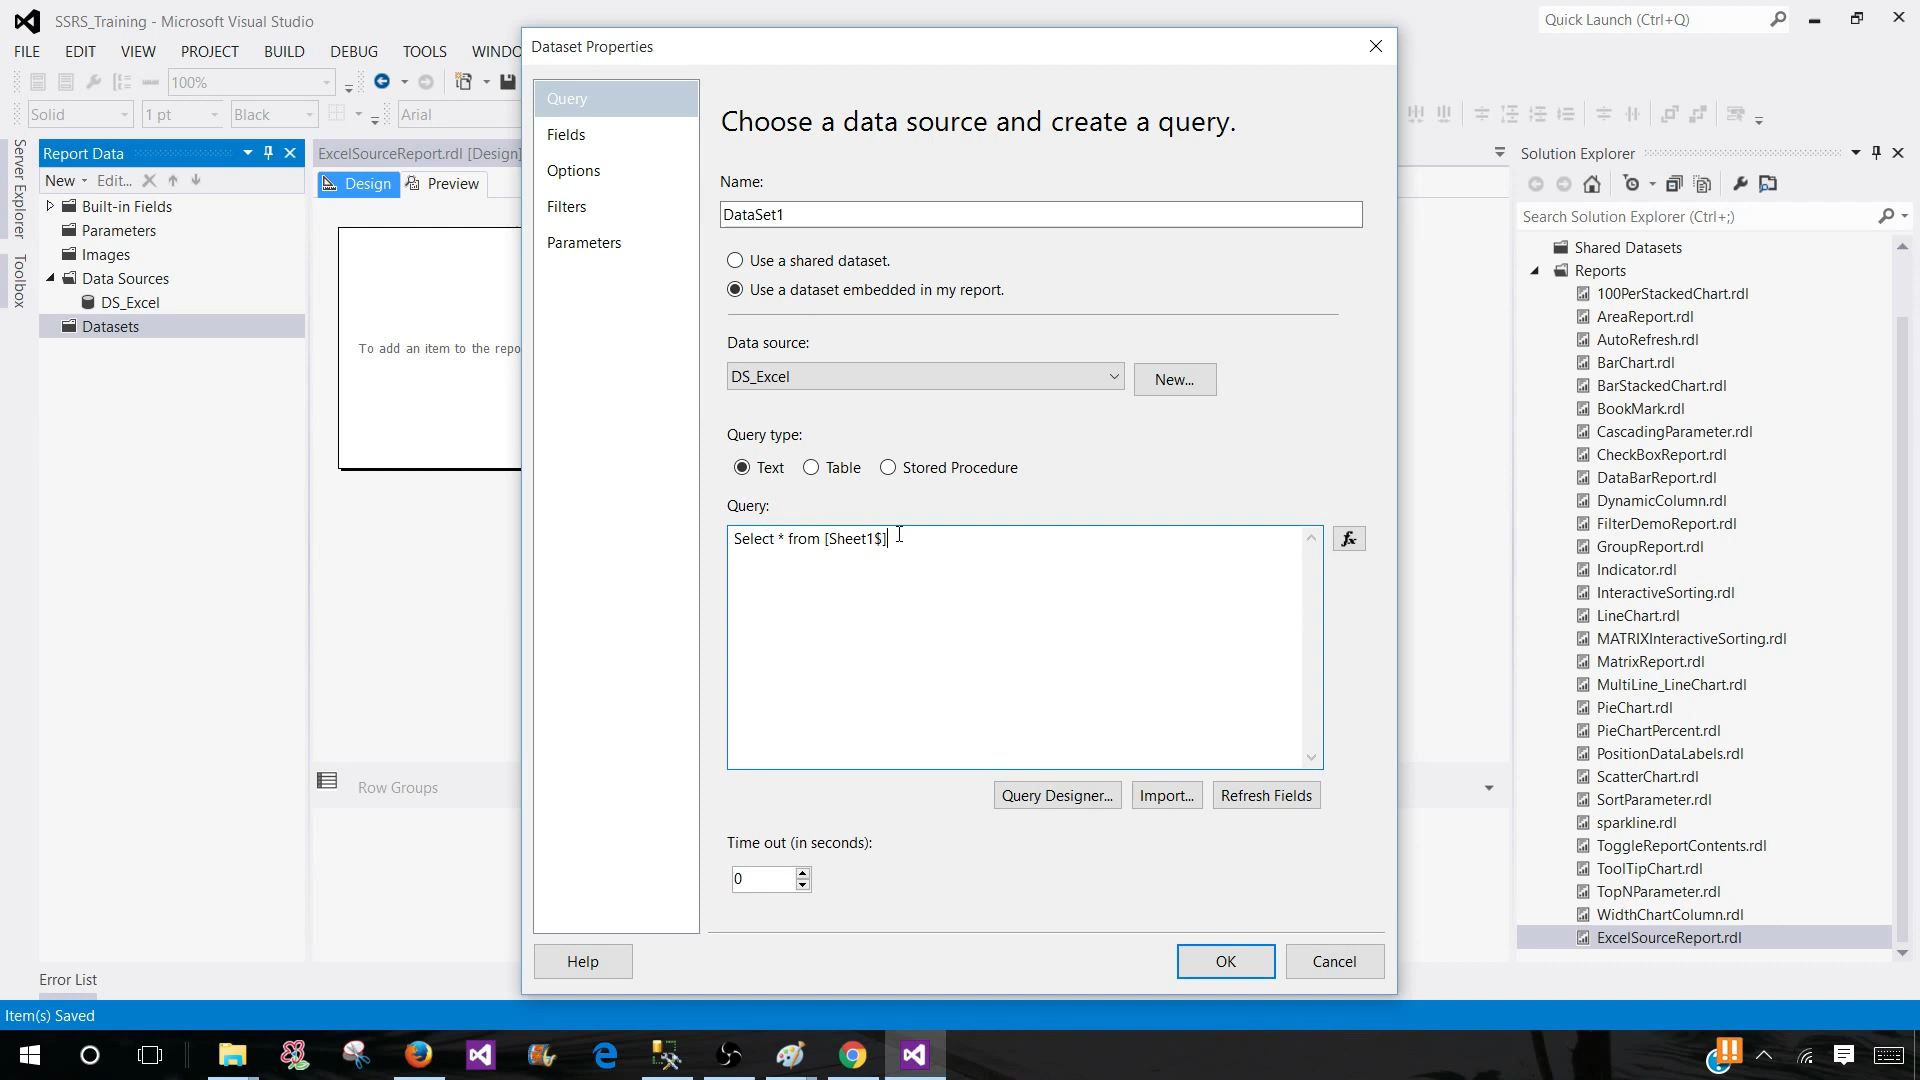 SSRS_Training - Microsoft Visual Studio
Quick Launch (Ctrl+Q)
FILE EDIT VIEW PROJECT BUILD DEBUG TOOLS WINDO
100%
Solid 1 pt Black Arial
Server Explorer
Toolbox
Report Data
New Edit...
Built-in Fields
Parameters
Images
Data Sources
DS_Excel
Datasets
ExcelSourceReport.rdl [Design]
Design Preview
To add an item to the repo
Row Groups
Error List
Item(s) Saved
Dataset Properties
Query
Fields
Options
Filters
Parameters
Choose a data source and create a query.
Name:
DataSet1
Use a shared dataset.
Use a dataset embedded in my report.
Data source:
DS_Excel
New...
Query type:
Text Table Stored Procedure
Query:
Select * from [Sheet1$]
fx
Query Designer... Import... Refresh Fields
Time out (in seconds):
0
Help OK Cancel
Solution Explorer
Search Solution Explorer (Ctrl+;)
Shared Datasets
Reports
100PerStackedChart.rdl
AreaReport.rdl
AutoRefresh.rdl
BarChart.rdl
BarStackedChart.rdl
BookMark.rdl
CascadingParameter.rdl
CheckBoxReport.rdl
DataBarReport.rdl
DynamicColumn.rdl
FilterDemoReport.rdl
GroupReport.rdl
Indicator.rdl
InteractiveSorting.rdl
LineChart.rdl
MATRIXInteractiveSorting.rdl
MatrixReport.rdl
MultiLine_LineChart.rdl
PieChart.rdl
PieChartPercent.rdl
PositionDataLabels.rdl
ScatterChart.rdl
SortParameter.rdl
sparkline.rdl
ToggleReportContents.rdl
ToolTipChart.rdl
TopNParameter.rdl
WidthChartColumn.rdl
ExcelSourceReport.rdl